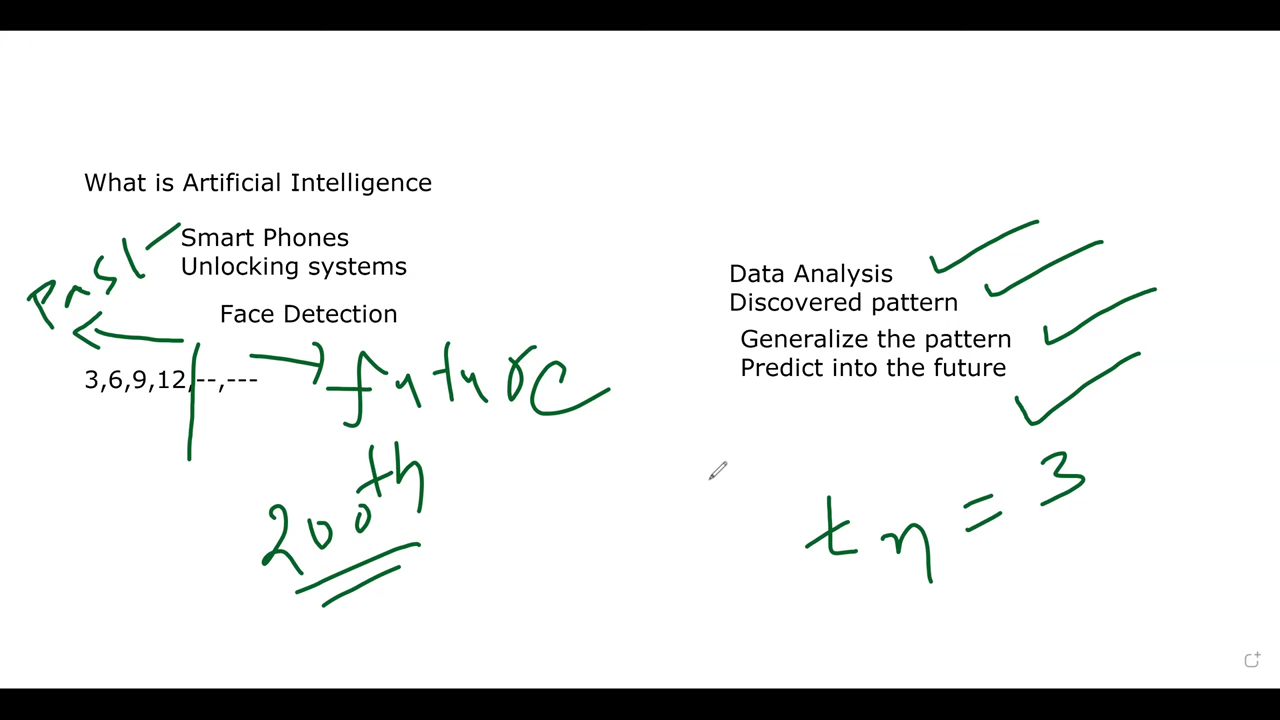 What is Artificial Intelligence
Smart Phones
Unlocking systems
Past
Face Detection
3,6,9,12,--,---
future
200th
Data Analysis
Discovered pattern
Generalize the pattern
Predict into the future
tn = 3